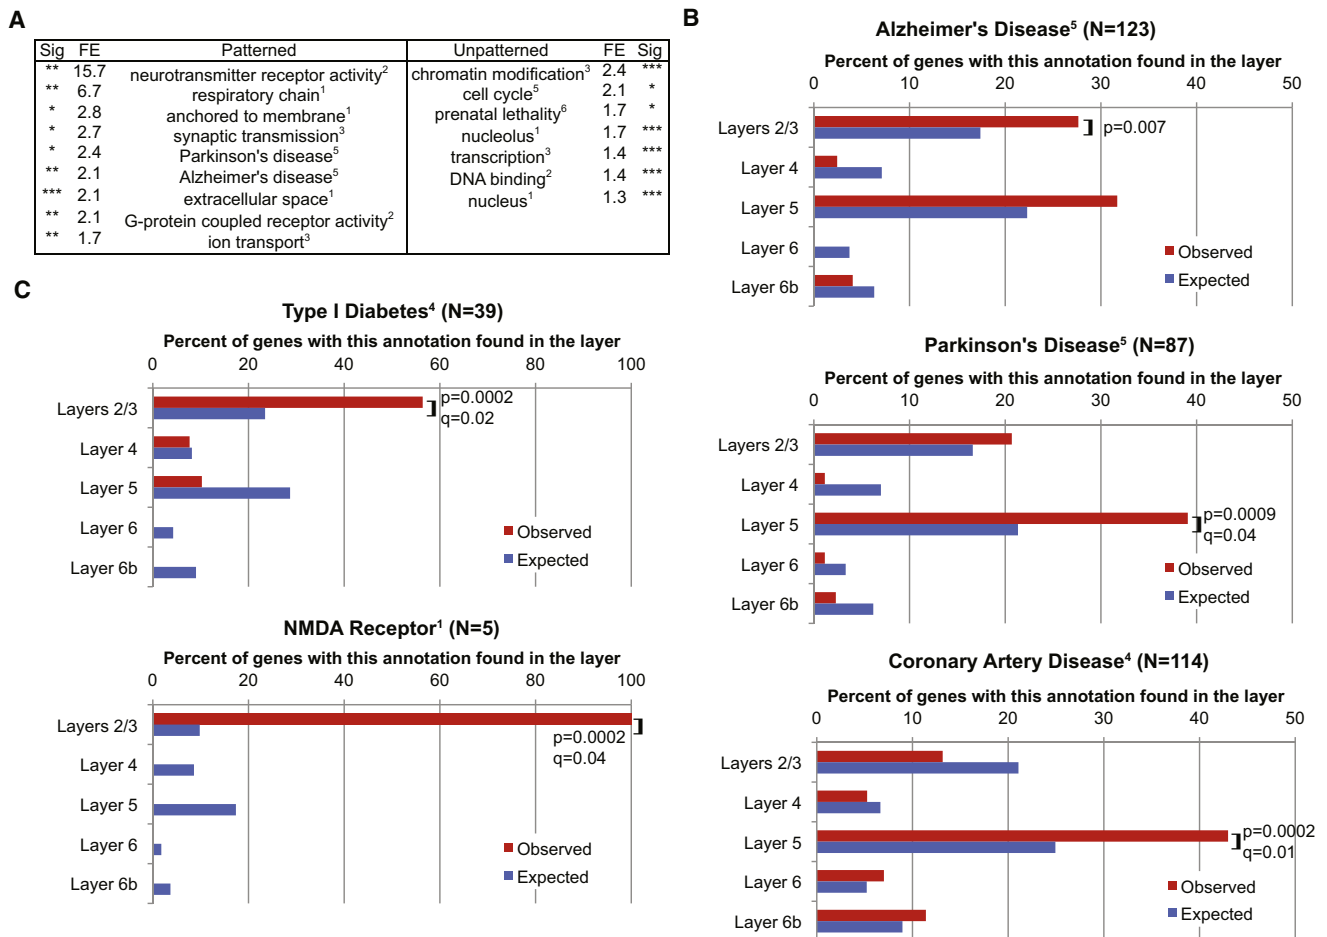 A
Sig FE Patterned Unpatterned FE Sig
** 15.7 neurotransmitter receptor activity2 chromatin modification3 2.4 ***
** 6.7 respiratory chain1 cell cycle5 2.1 *
* 2.8 anchored to membrane1 prenatal lethality6 1.7 *
* 2.7 synaptic transmission3 nucleolus1 1.7 ***
* 2.4 Parkinson's disease5 transcription3 1.4 ***
** 2.1 Alzheimer's disease5 DNA binding2 1.4 ***
*** 2.1 extracellular space1 nucleus1 1.3 ***
** 2.1 G-protein coupled receptor activity2
** 1.7 ion transport3
B
Alzheimer's Disease5 (N=123)
Percent of genes with this annotation found in the layer
0 10 20 30 40 50
Layers 2/3 p=0.007
Layer 4
Layer 5
Layer 6 Observed
Layer 6b Expected
Parkinson's Disease5 (N=87)
Percent of genes with this annotation found in the layer
0 10 20 30 40 50
Layers 2/3
Layer 4
Layer 5 p=0.0009
q=0.04
Layer 6 Observed
Layer 6b Expected
Coronary Artery Disease4 (N=114)
Percent of genes with this annotation found in the layer
0 10 20 30 40 50
Layers 2/3
Layer 4
Layer 5 p=0.0002
q=0.01
Layer 6 Observed
Layer 6b Expected
C
Type I Diabetes4 (N=39)
Percent of genes with this annotation found in the layer
0 20 40 60 80 100
Layers 2/3 p=0.0002
q=0.02
Layer 4
Layer 5
Layer 6 Observed
Layer 6b Expected
NMDA Receptor1 (N=5)
Percent of genes with this annotation found in the layer
0 20 40 60 80 100
Layers 2/3 p=0.0002
q=0.04
Layer 4
Layer 5
Layer 6 Observed
Layer 6b Expected